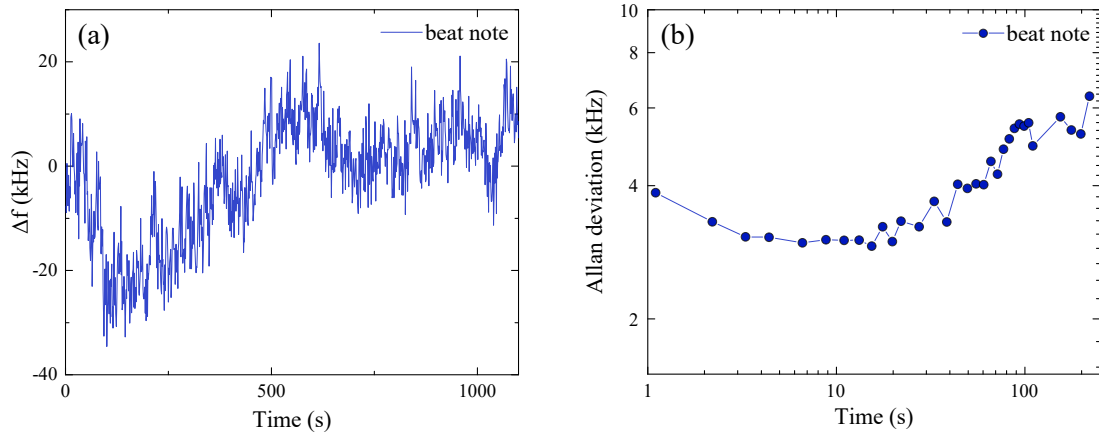 (a)
beat note
20
0
-20
-40
Δf (kHz)
0
500
1000
Time (s)
(b)
beat note
10
8
6
4
2
Allan deviation (kHz)
1
10
100
Time (s)